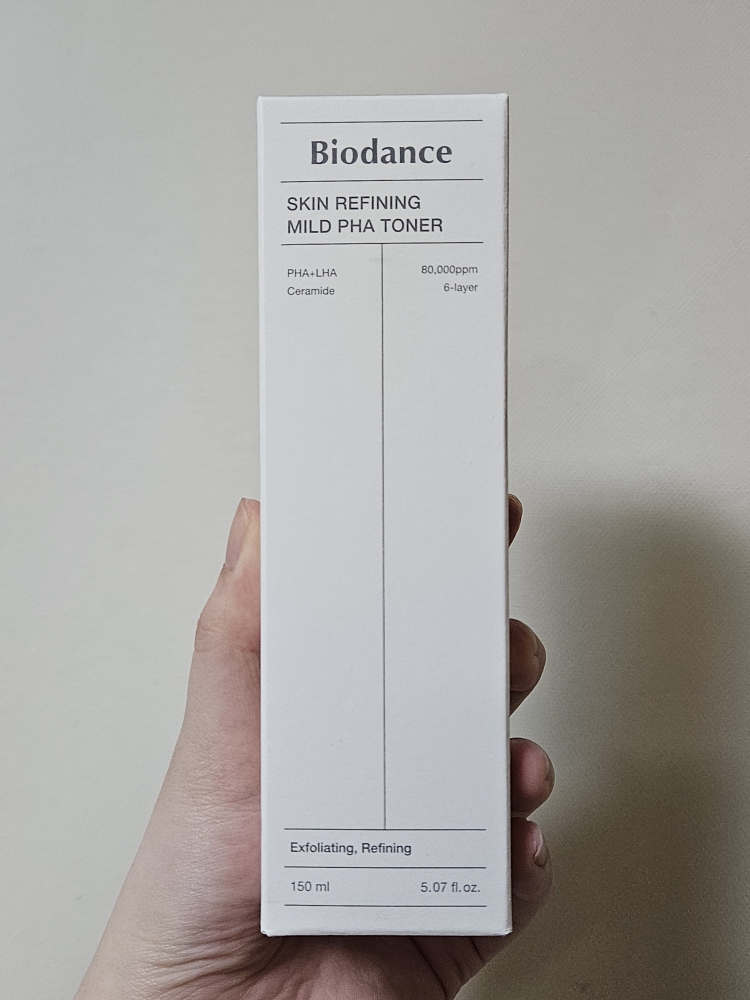 Biodance
SKIN REFINING
MILD PHA TONER
PHA+LHA 80,000ppm
Ceramide 6-layer
Exfoliating, Refining
150 ml 5.07 fl.oz.